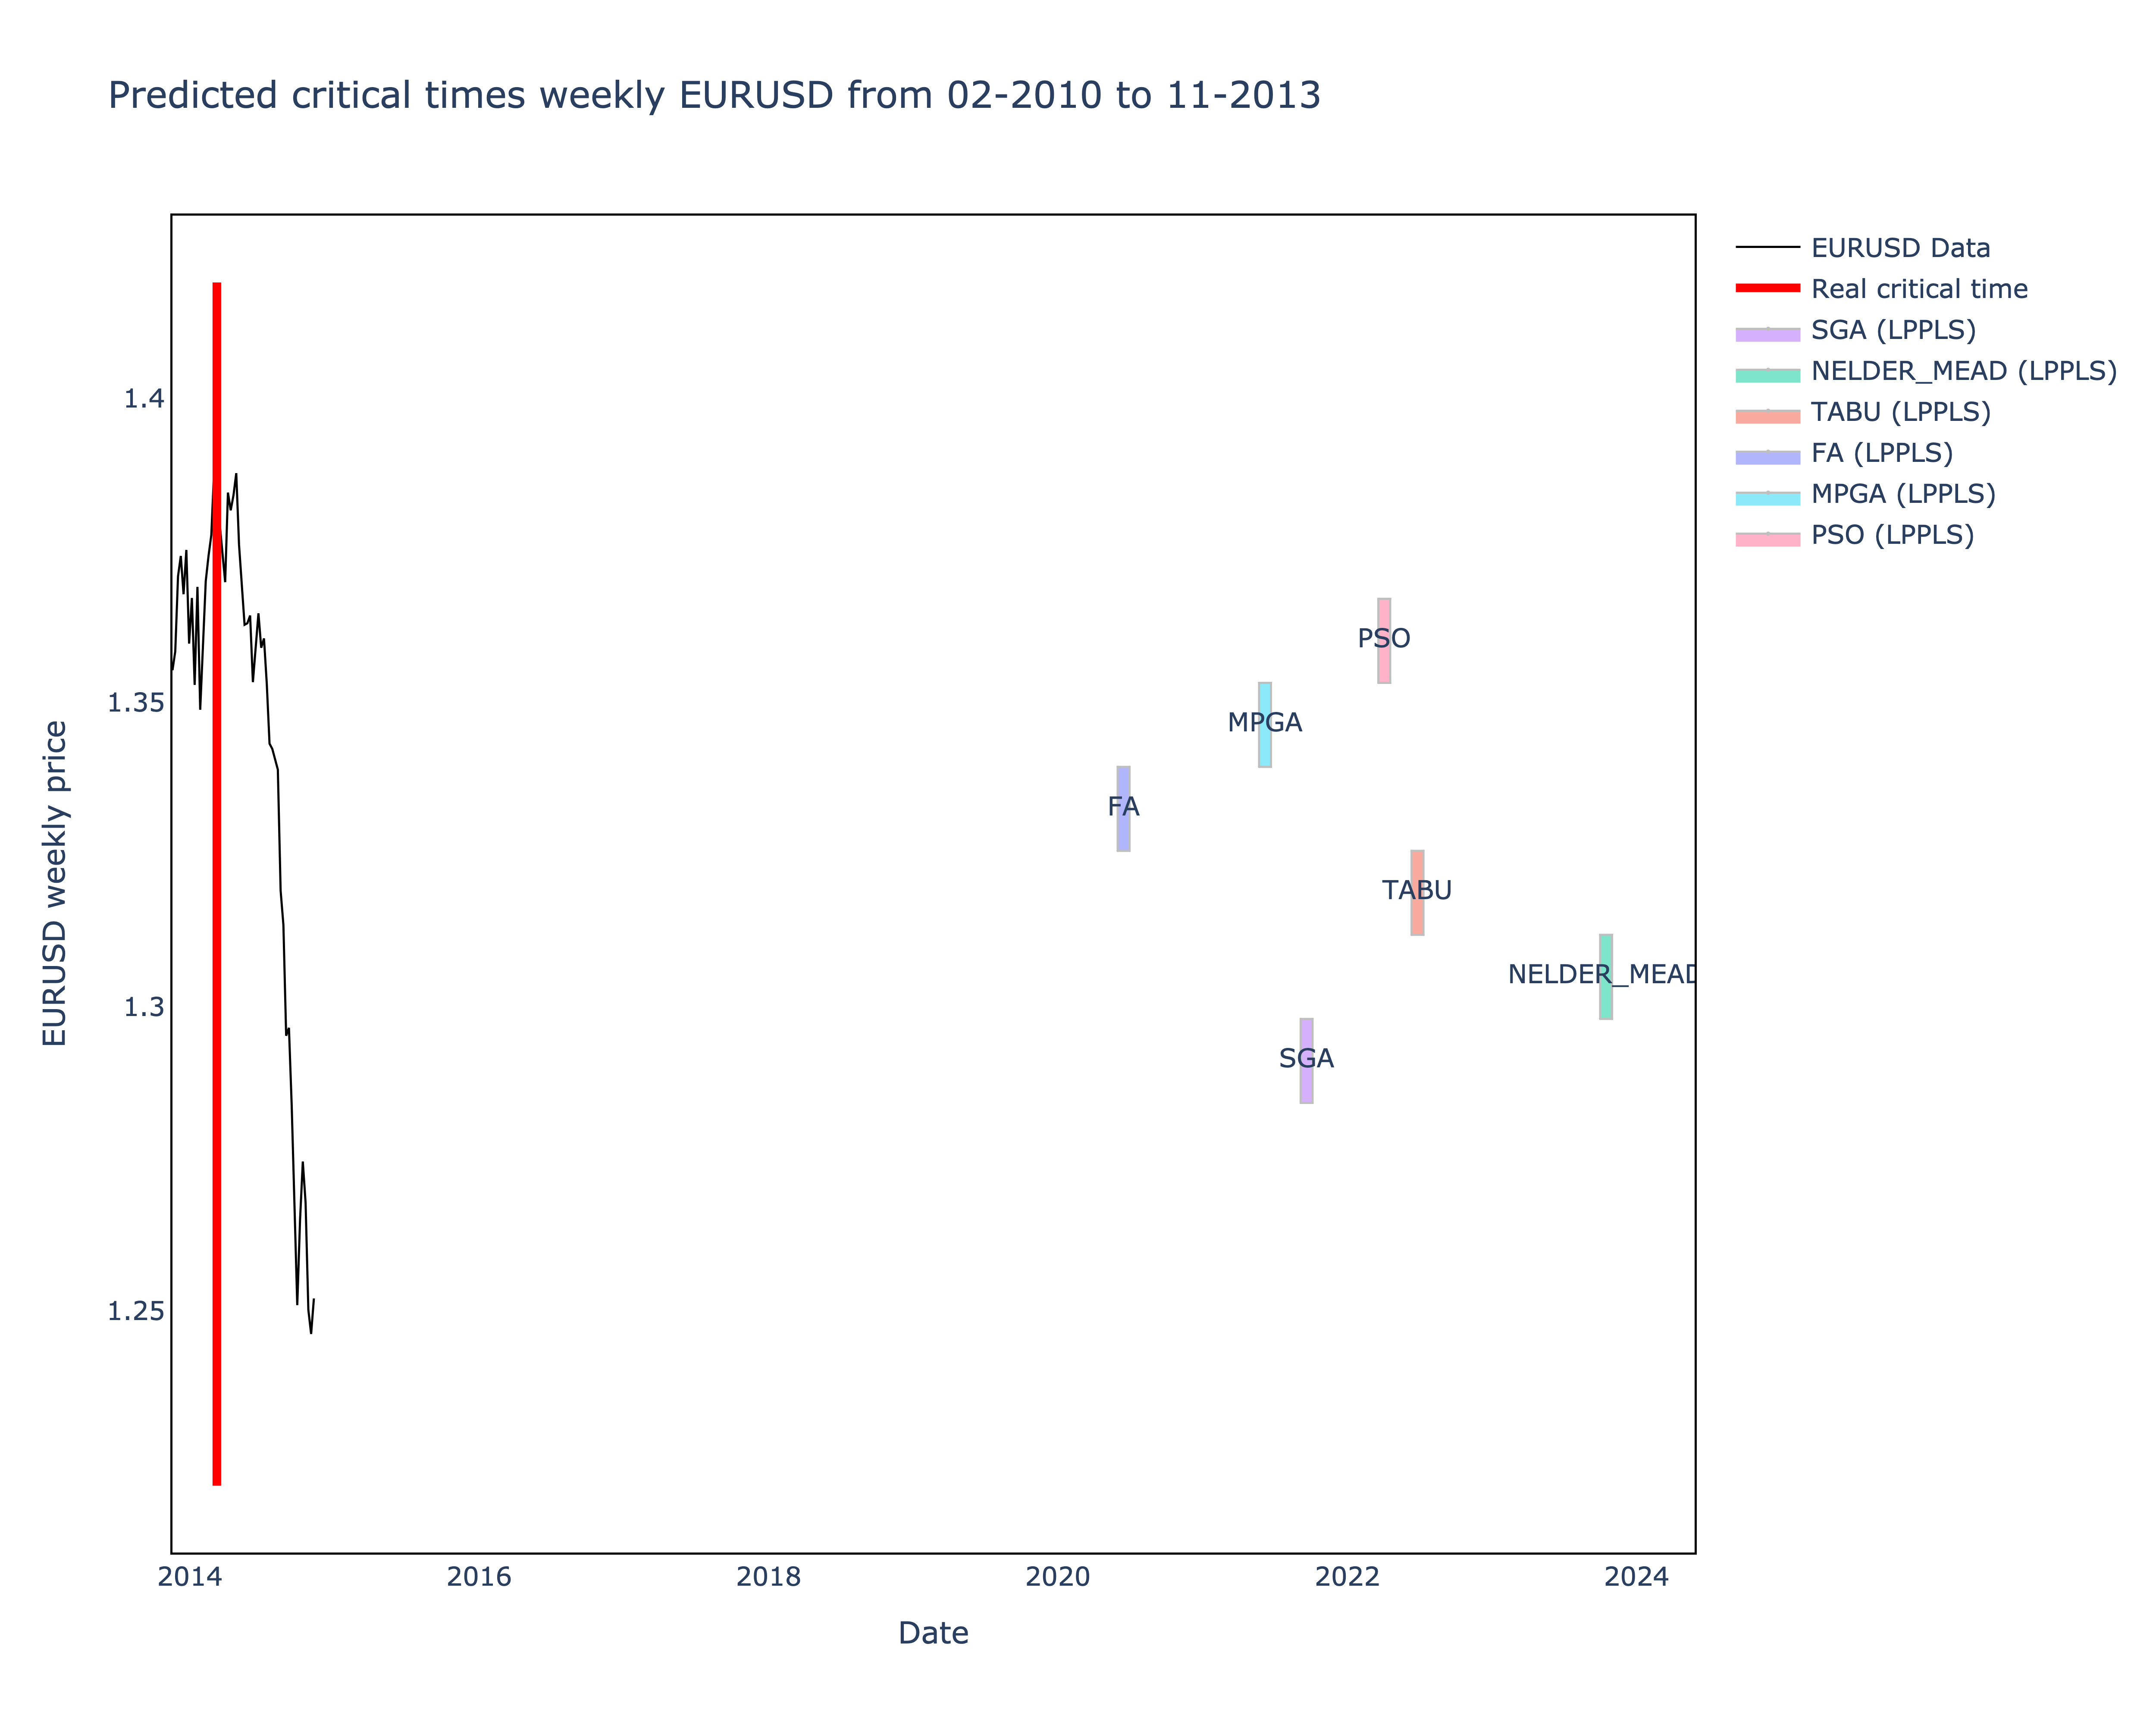 Predicted critical times weekly EURUSD from 02-2010 to 11-2013
EURUSD Data
Real critical time
SGA (LPPLS)
NELDER_MEAD (LPPLS)
TABU (LPPLS)
FA (LPPLS)
MPGA (LPPLS)
PSO (LPPLS)
1.4
1.35
1.3
1.25
EURUSD weekly price
PSO
MPGA
FA
TABU
NELDER_MEAD
SGA
2014
2016
2018
2020
2022
2024
Date